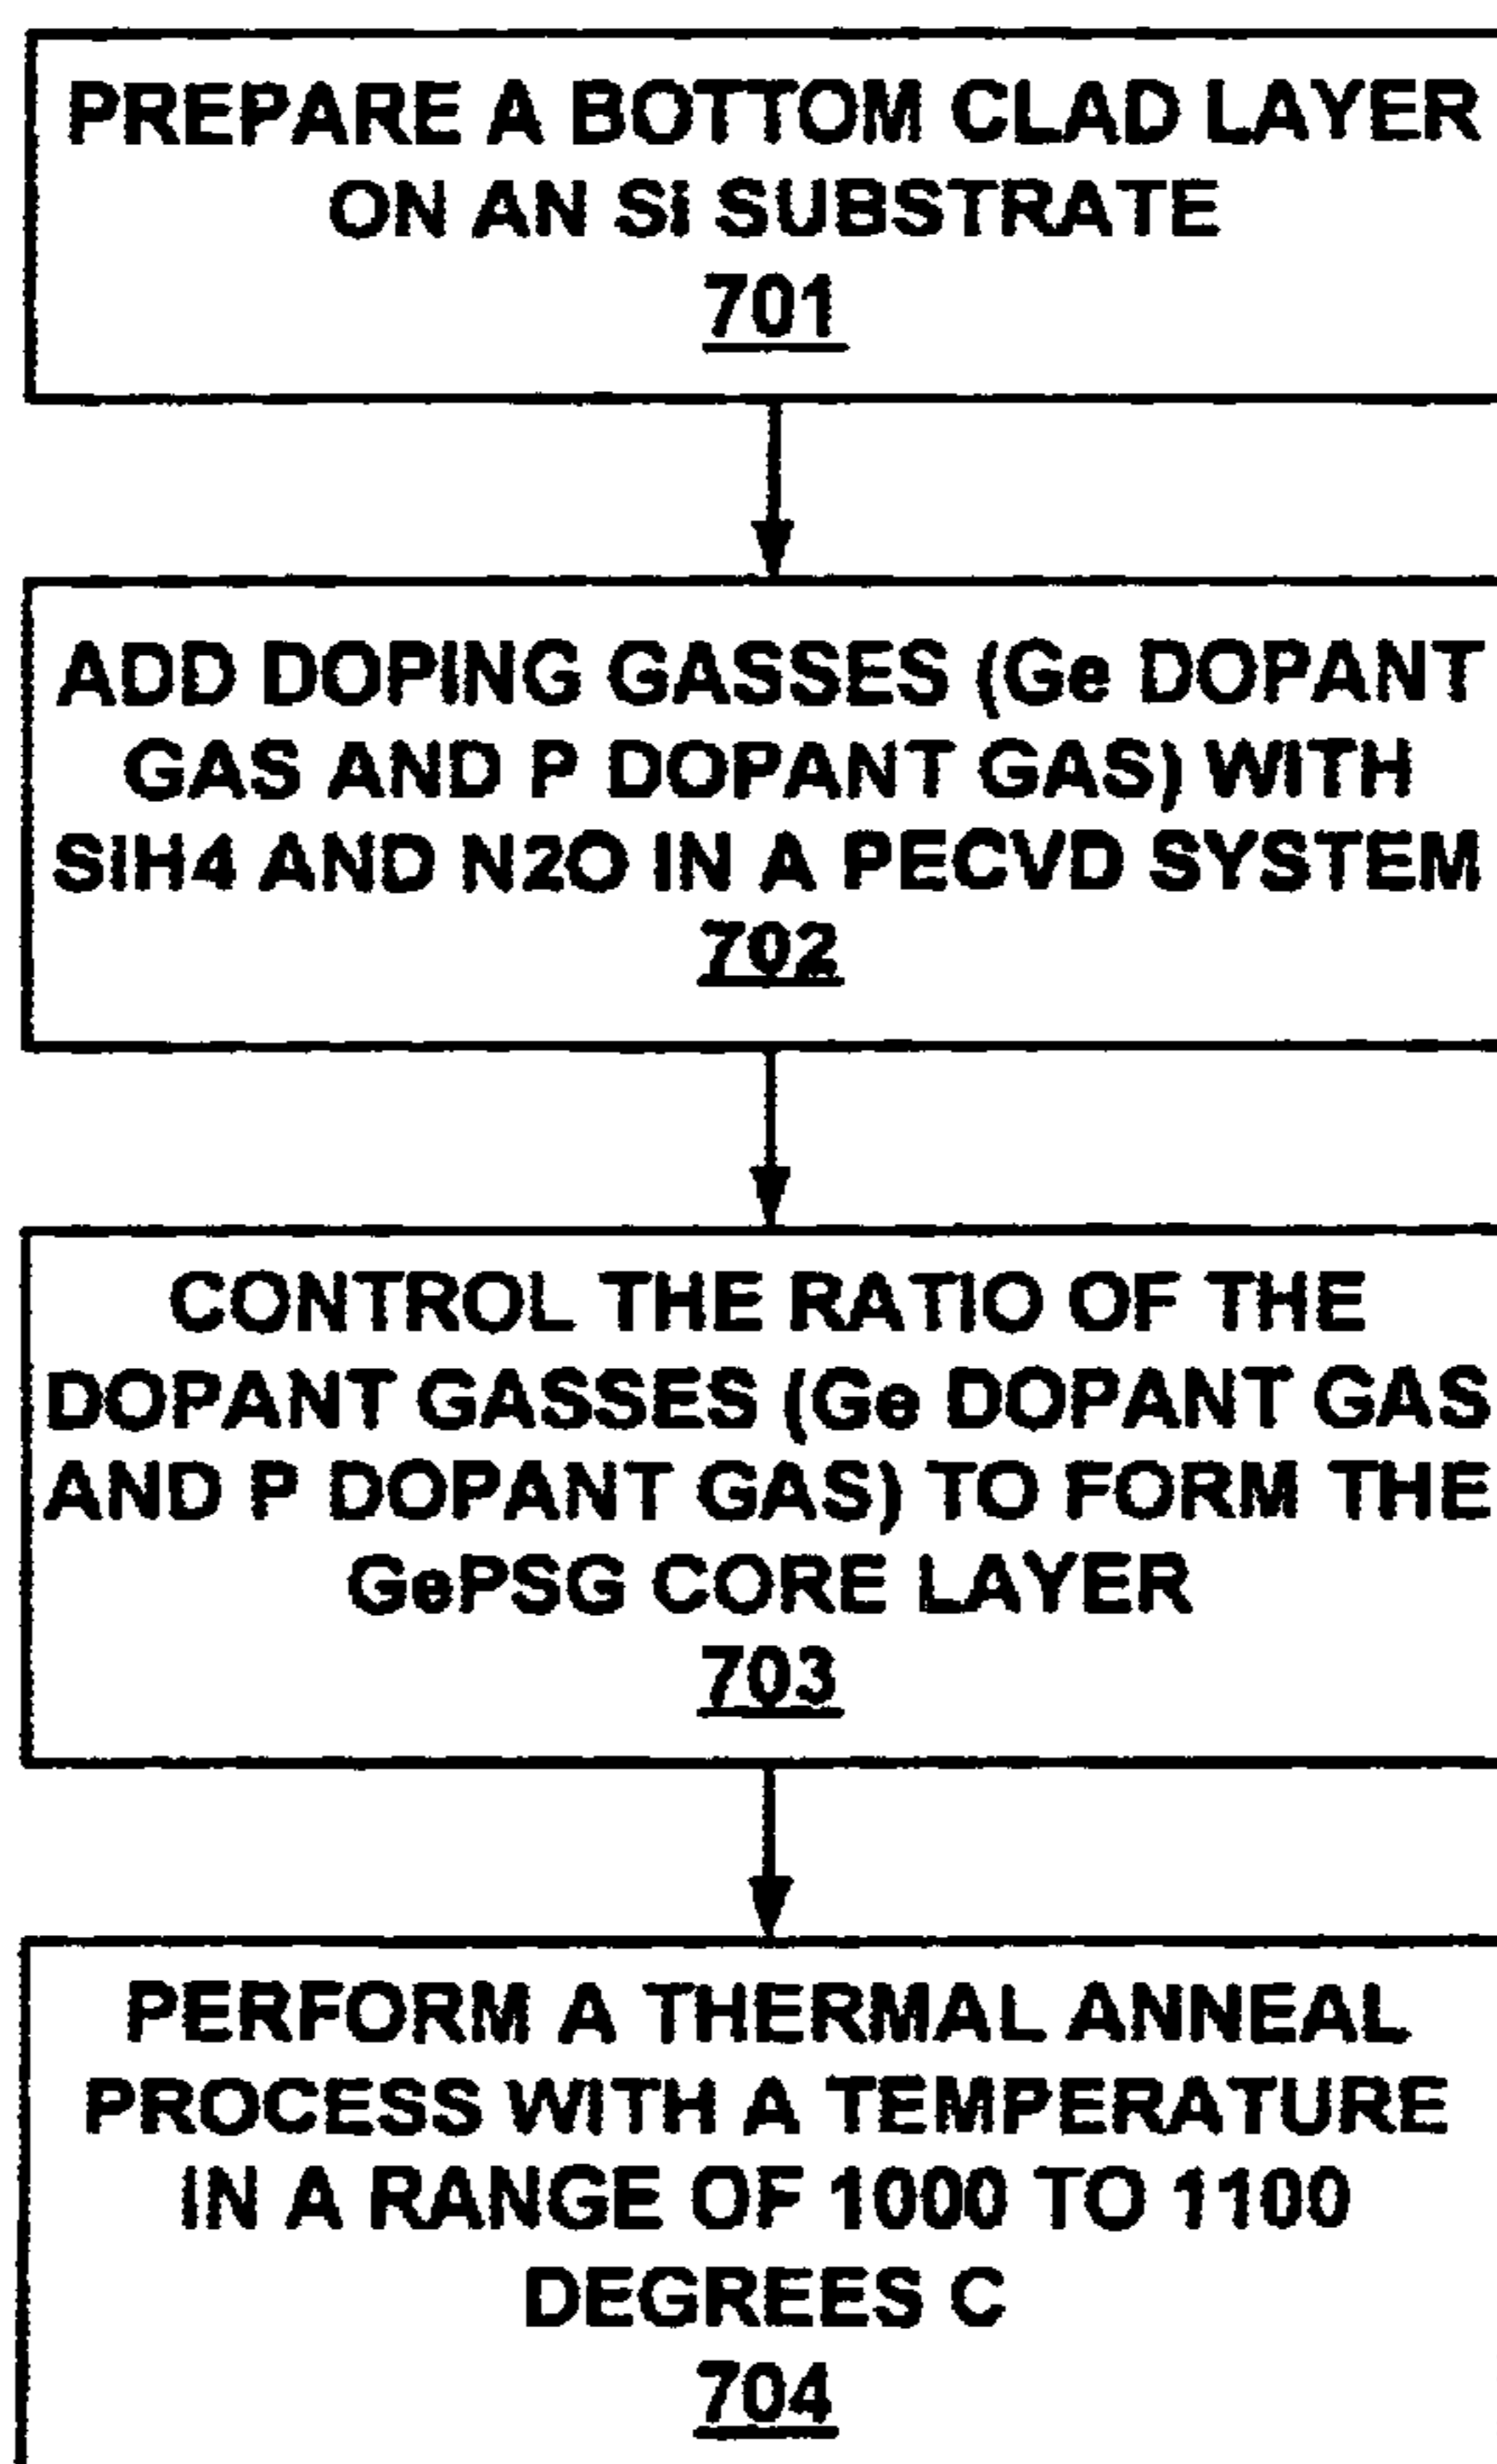 PREPARE A BOTTOM CLAD LAYER
ON AN Si SUBSTRATE
701
ADD DOPING GASSES (Ge DOPANT
GAS AND P DOPANT GAS) WITH
SiH4 AND N2O IN A PECVD SYSTEM
702
CONTROL THE RATIO OF THE
DOPANT GASSES (Ge DOPANT GAS
AND P DOPANT GAS) TO FORM THE
GePSG CORE LAYER
703
PERFORM A THERMAL ANNEAL
PROCESS WITH A TEMPERATURE
IN A RANGE OF 1000 TO 1100
DEGREES C
704